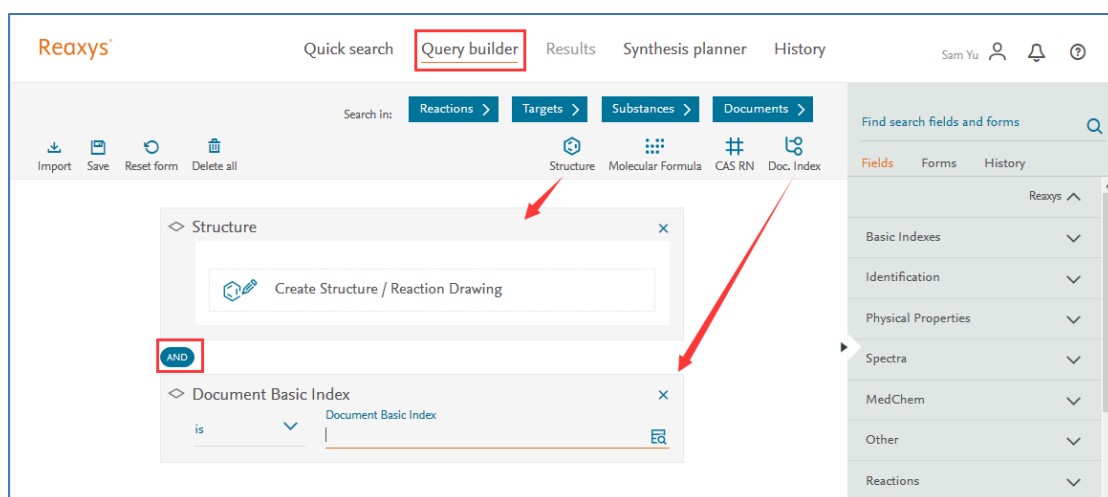 Reaxys®
Quick search Query builder Results Synthesis planner History
Sam Yu
Search in: Reactions Targets Substances Documents
Import Save Reset form Delete all
Structure Molecular Formula CAS RN Doc. Index
Structure
Create Structure / Reaction Drawing
AND
Document Basic Index
Document Basic Index
is
Find search fields and forms
Fields Forms History
Reaxys
Basic Indexes
Identification
Physical Properties
Spectra
MedChem
Other
Reactions